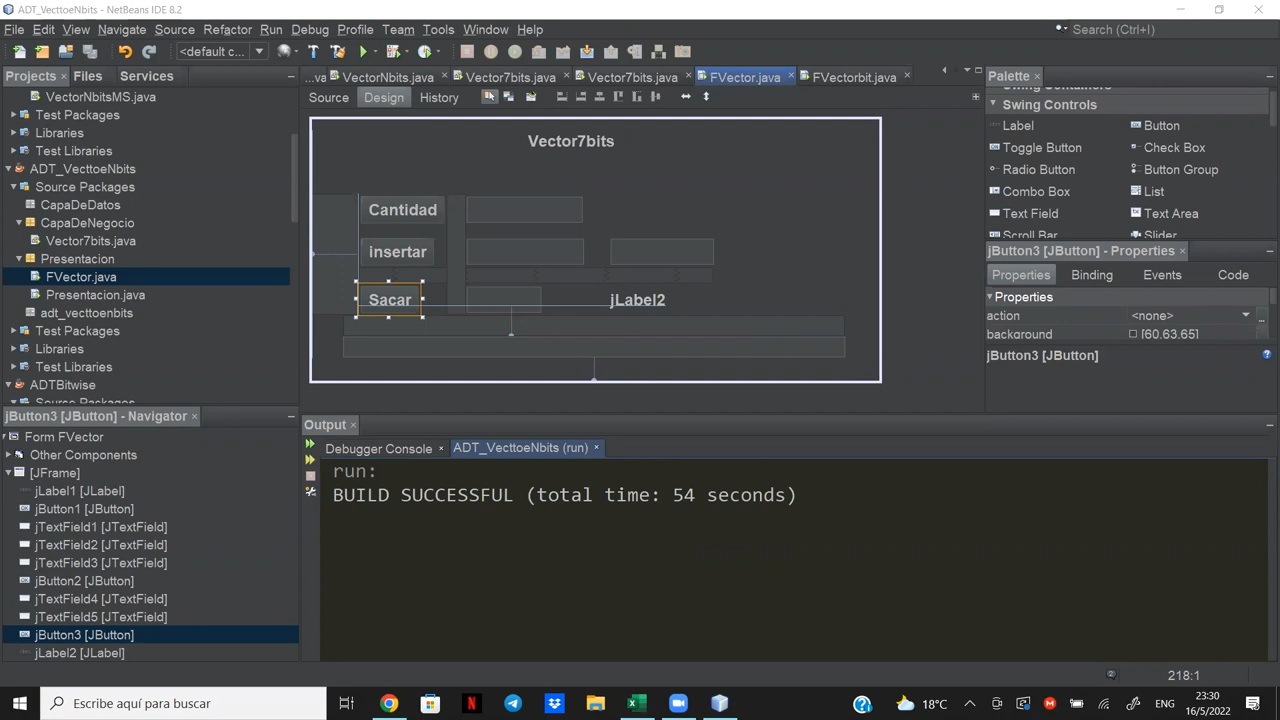 ADT_VecttoeNbits - NetBeans IDE 8.2
File Edit View Navigate Source Refactor Run Debug Profile Team Tools Window Help
Search (Ctrl+I)
<default c...
Projects Files Services
...va VectorNbits.java Vector7bits.java Vector7bits.java FVector.java FVectorbit.java
Source Design History
VectorNbitsMS.java
Test Packages
Libraries
Test Libraries
ADT_VecttoeNbits
Source Packages
CapaDeDatos
CapaDeNegocio
Vector7bits.java
Presentacion
FVector.java
Presentacion.java
adt_vecttoenbits
Test Packages
Libraries
Test Libraries
ADTBitwise
Source Packages
Vector7bits
Cantidad
insertar
Sacar
jLabel2
Palette
Swing Containers
Swing Controls
Label Button
Toggle Button Check Box
Radio Button Button Group
Combo Box List
Text Field Text Area
Scroll Bar Slider
jButton3 [JButton] - Properties
Properties Binding Events Code
Properties
action <none> ...
background [60,63,65] ...
jButton3 [JButton]
jButton3 [JButton] - Navigator
Form FVector
Other Components
[JFrame]
jLabel1 [JLabel]
jButton1 [JButton]
jTextField1 [JTextField]
jTextField2 [JTextField]
jTextField3 [JTextField]
jButton2 [JButton]
jTextField4 [JTextField]
jTextField5 [JTextField]
jButton3 [JButton]
jLabel2 [JLabel]
Output
Debugger Console ADT_VecttoeNbits (run)
run:
BUILD SUCCESSFUL (total time: 54 seconds)
218:1
Escribe aquí para buscar
18°C
ENG
23:30
16/5/2022